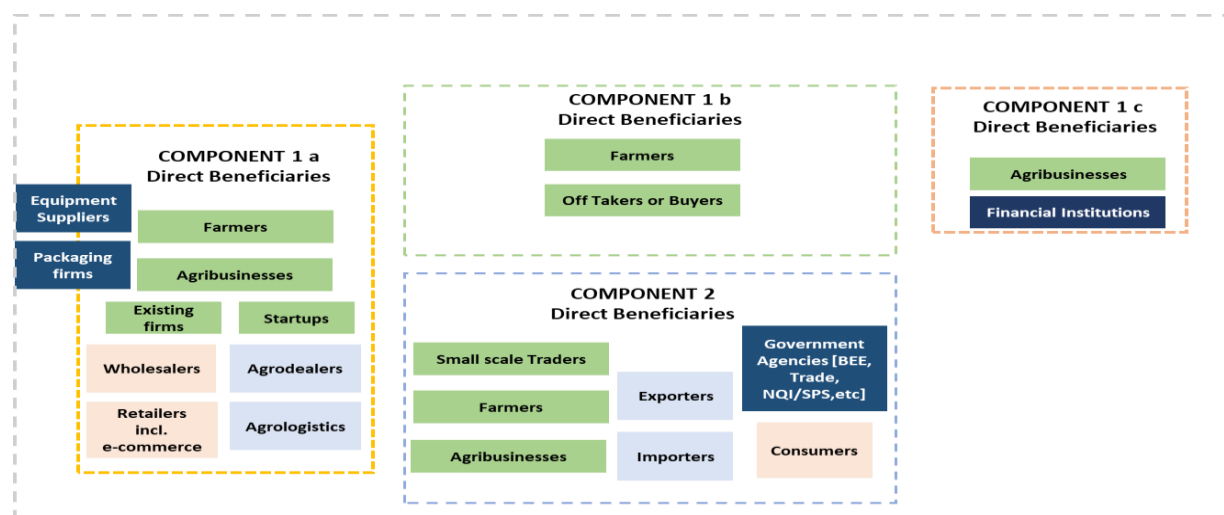 COMPONENT 1 a
Direct Beneficiaries
Equipment
Suppliers
Packaging
firms
Farmers
Agribusinesses
Existing
firms
Startups
Wholesalers
Agrodealers
Retailers
incl.
e-commerce
Agrologistics
COMPONENT 1 b
Direct Beneficiaries
Farmers
Off Takers or Buyers
COMPONENT 2
Direct Beneficiaries
Small scale Traders
Farmers
Agribusinesses
Exporters
Importers
Government
Agencies [BEE,
Trade,
NQI/SPS,etc]
Consumers
COMPONENT 1 c
Direct Beneficiaries
Agribusinesses
Financial Institutions